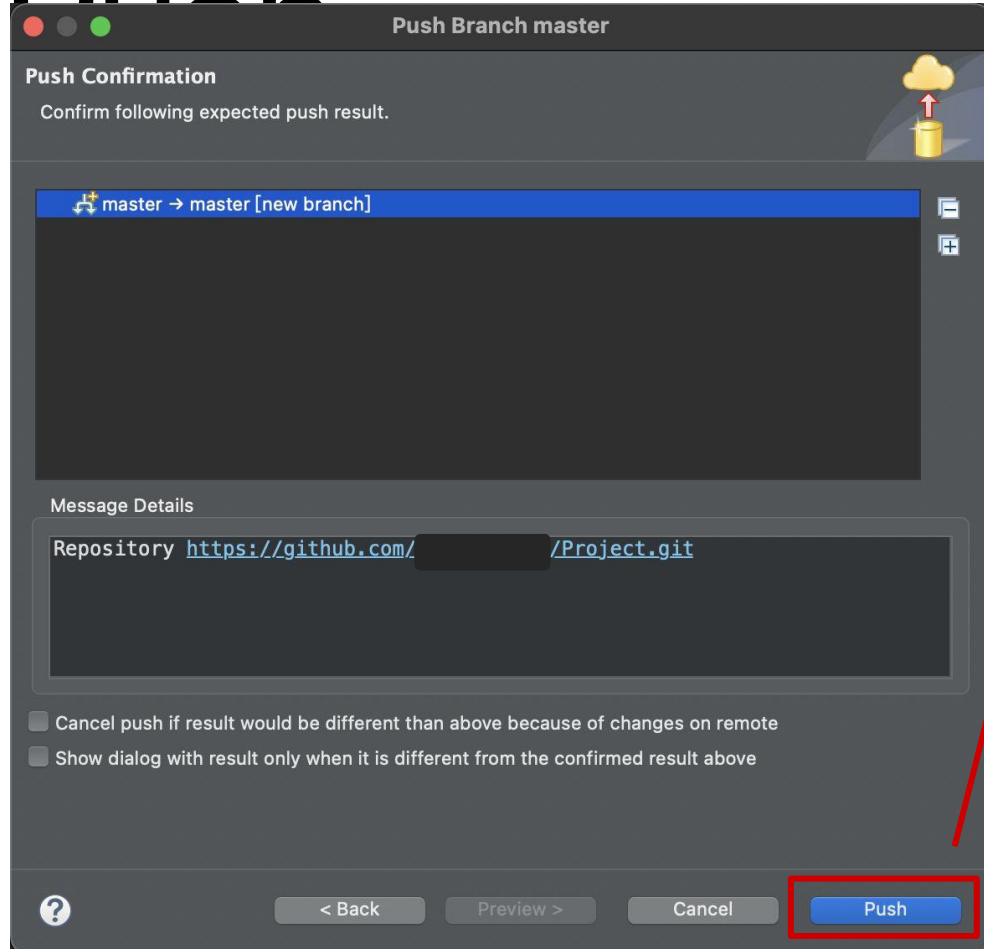 Push Branch master
Push Confirmation
Confirm following expected push result.
master → master [new branch]
Message Details
Repository https://github.com/ /Project.git
Cancel push if result would be different than above because of changes on remote
Show dialog with result only when it is different from the confirmed result above
? < Back Preview > Cancel Push